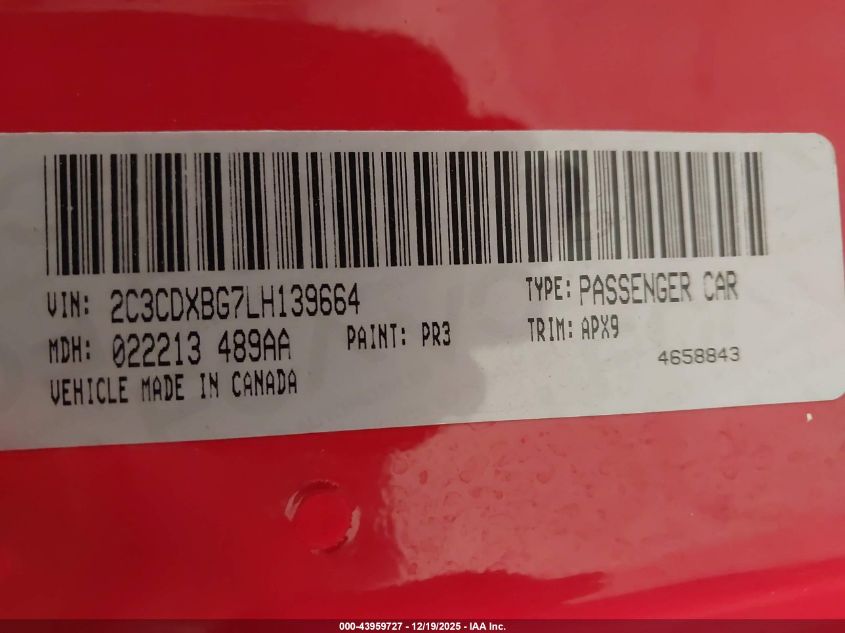 VIN: 2C3CDXBG7LH139664 TYPE: PASSENGER CAR
MDH: 022213 489AA PAINT: PR3 TRIM: APX9
4658843
VEHICLE MADE IN CANADA
000-43959727 - 12/19/2025 - IAA Inc.